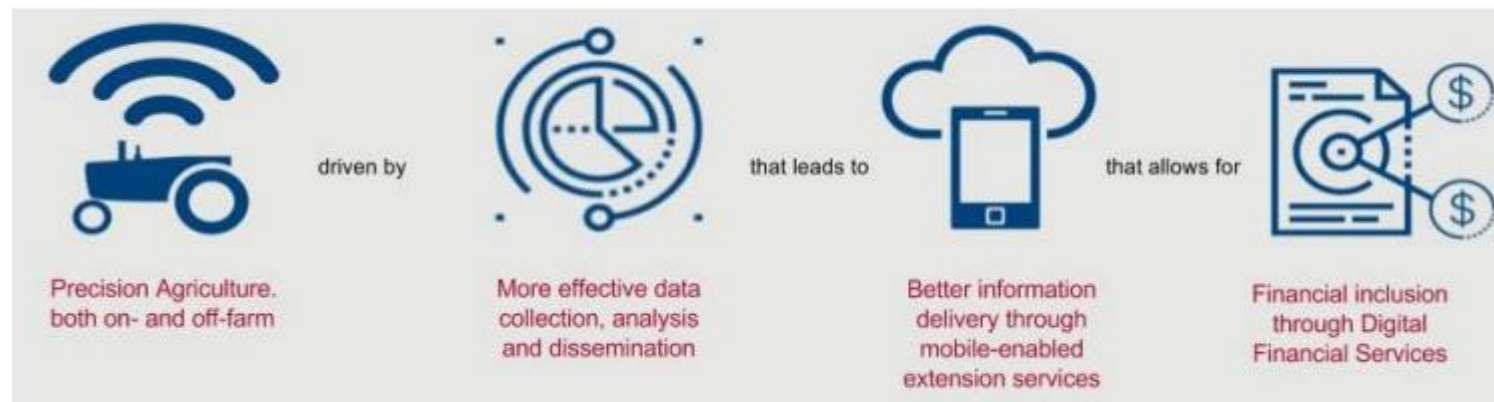 driven by
that leads to
that allows for
$
$
Precision Agriculture.
both on- and off-farm
More effective data
collection, analysis
and dissemination
Better information
delivery through
mobile-enabled
extension services
Financial inclusion
through Digital
Financial Services